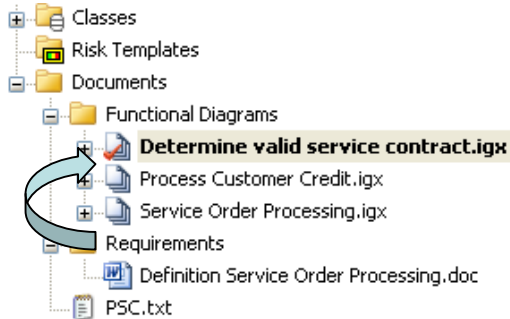 Classes
Risk Templates
Documents
Functional Diagrams
Determine valid service contract.igx
Process Customer Credit.igx
Service Order Processing.igx
Requirements
Definition Service Order Processing.doc
PSC.txt